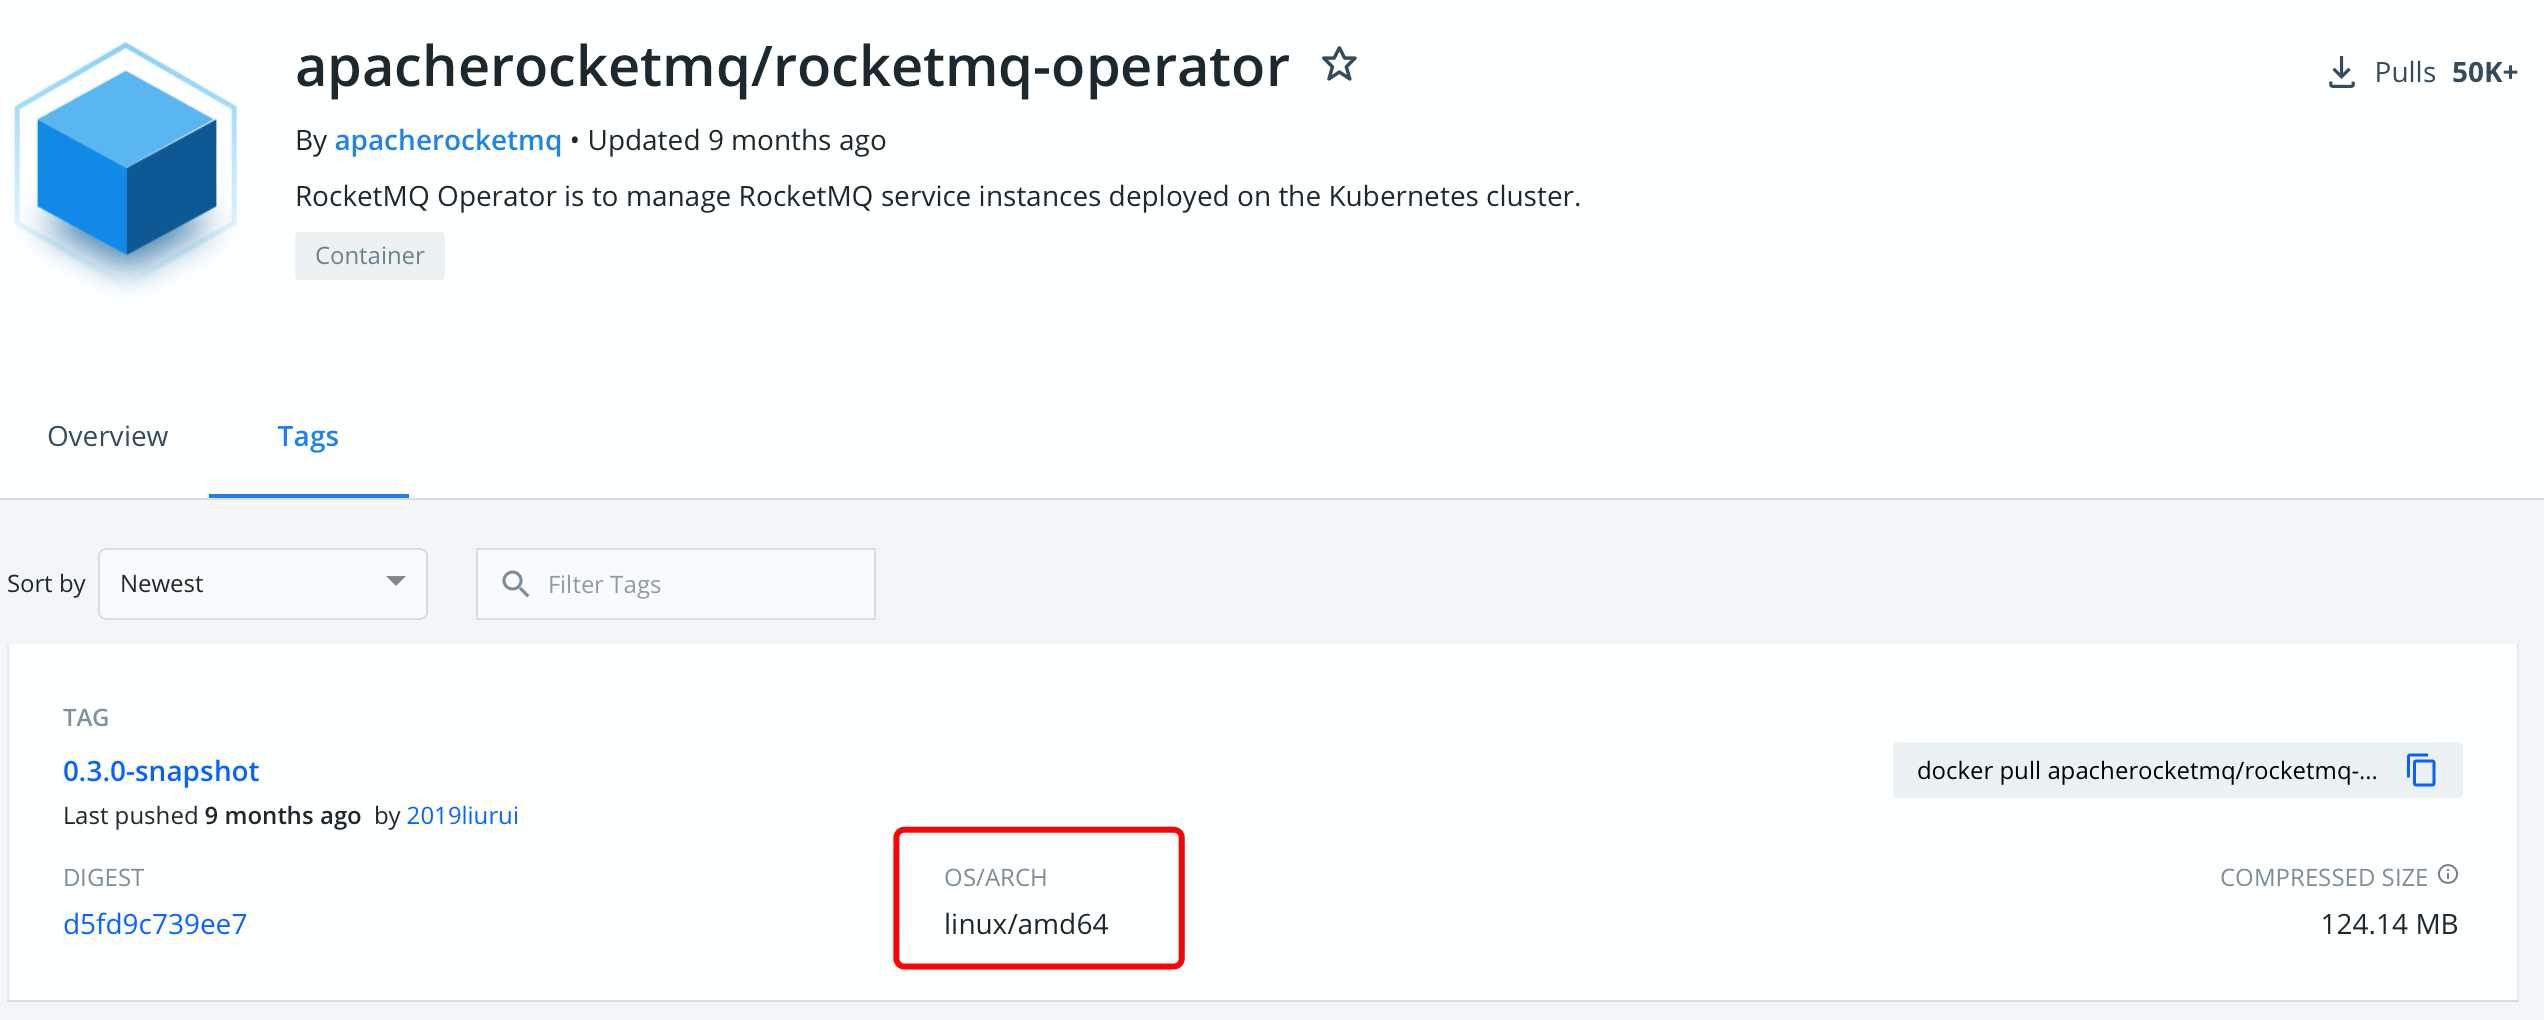 apacherocketmq/rocketmq-operator
Pulls 50K+
By apacherocketmq • Updated 9 months ago
RocketMQ Operator is to manage RocketMQ service instances deployed on the Kubernetes cluster.
Container
Overview
Tags
Sort by
Newest
Filter Tags
TAG
0.3.0-snapshot
docker pull apacherocketmq/rocketmq-...
Last pushed 9 months ago by 2019liurui
DIGEST
OS/ARCH
COMPRESSED SIZE
d5fd9c739ee7
linux/amd64
124.14 MB